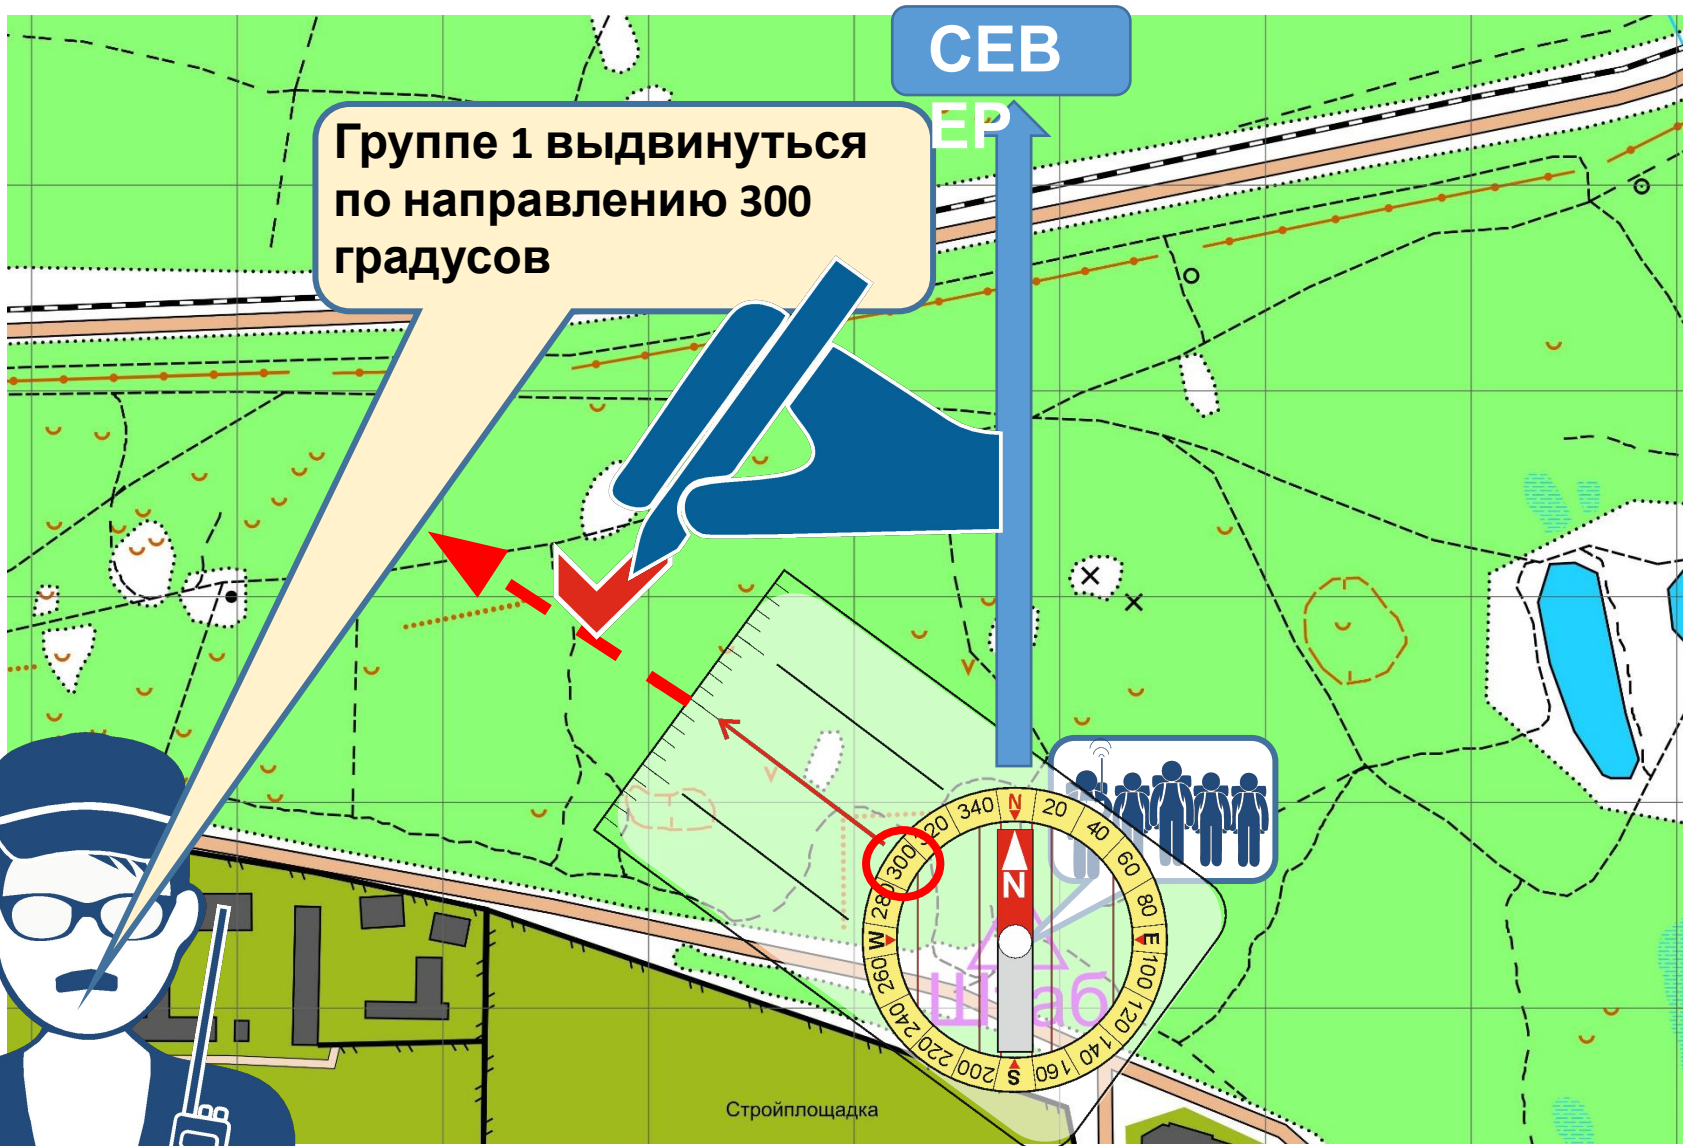 СЕВ
ЕР
Группе 1 выдвинуться
по направлению 300
градусов
340 N 20
320 40
300 60
280 80
W E
260 100
240 120
220 140
200 S 160
N
Штаб
Стройплощадка